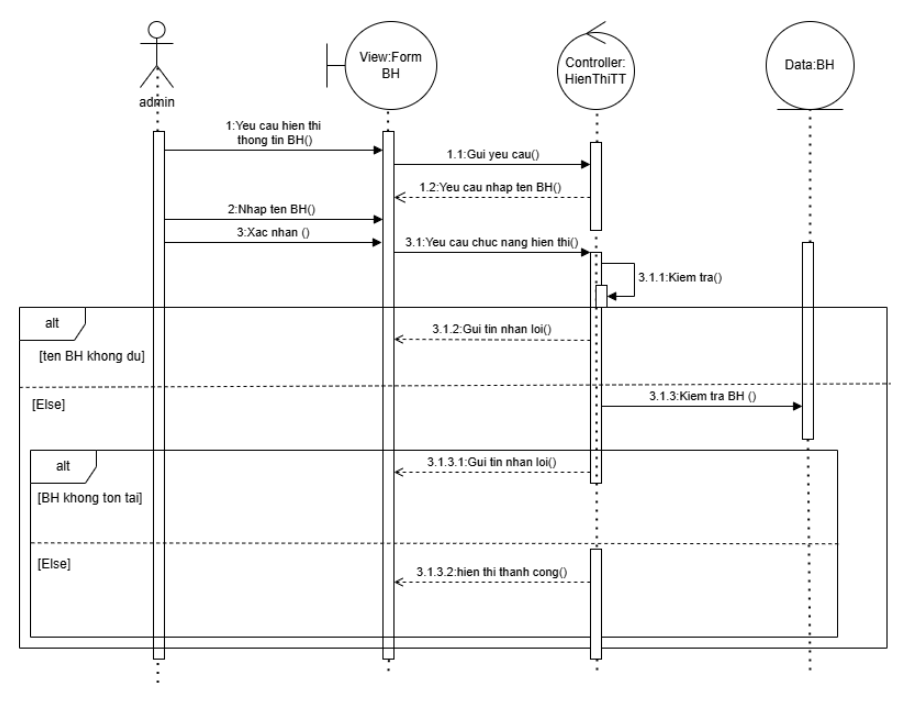 View:Form
BH
Controller:
HienThiTT
Data:BH
admin
1:Yeu cau hien thi
thong tin BH()
1.1:Gui yeu cau()
1.2:Yeu cau nhap ten BH()
2:Nhap ten BH()
3:Xac nhan ()
3.1:Yeu cau chuc nang hien thi()
3.1.1:Kiem tra()
alt
3.1.2:Gui tin nhan loi()
[ten BH khong du]
[Else]
3.1.3:Kiem tra BH ()
alt
3.1.3.1:Gui tin nhan loi()
[BH khong ton tai]
[Else]
3.1.3.2:hien thi thanh cong()